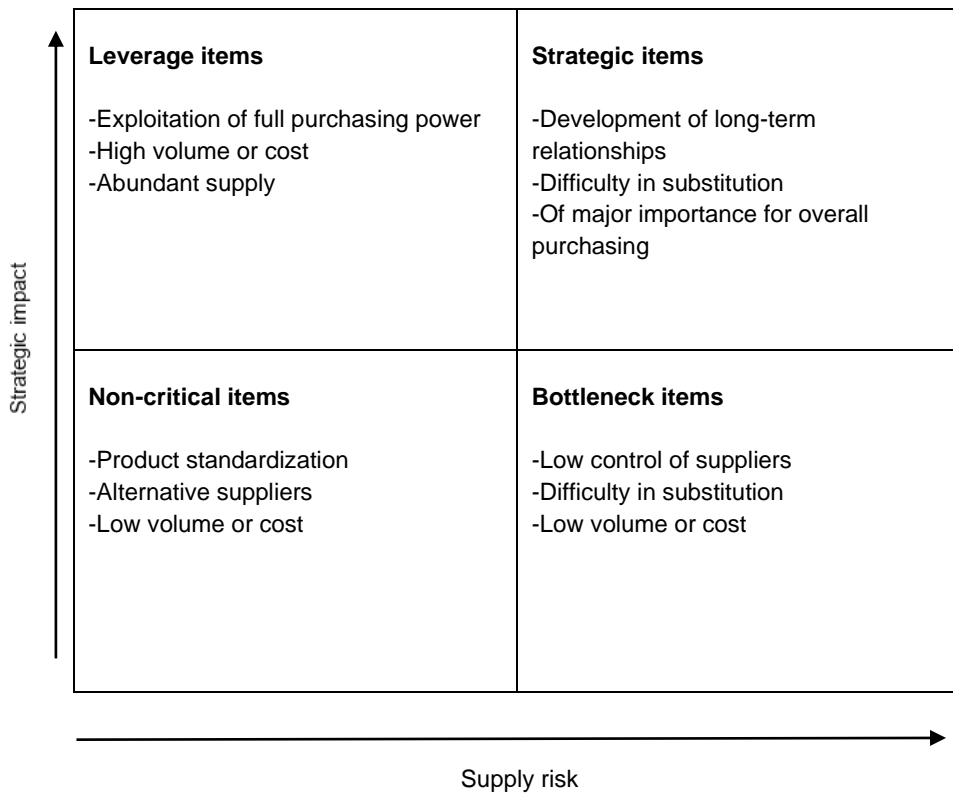 Leverage items
-Exploitation of full purchasing power
-High volume or cost
-Abundant supply
Strategic items
-Development of long-term
relationships
-Difficulty in substitution
-Of major importance for overall
purchasing
Strategic impact
Non-critical items
-Product standardization
-Alternative suppliers
-Low volume or cost
Bottleneck items
-Low control of suppliers
-Difficulty in substitution
-Low volume or cost
Supply risk